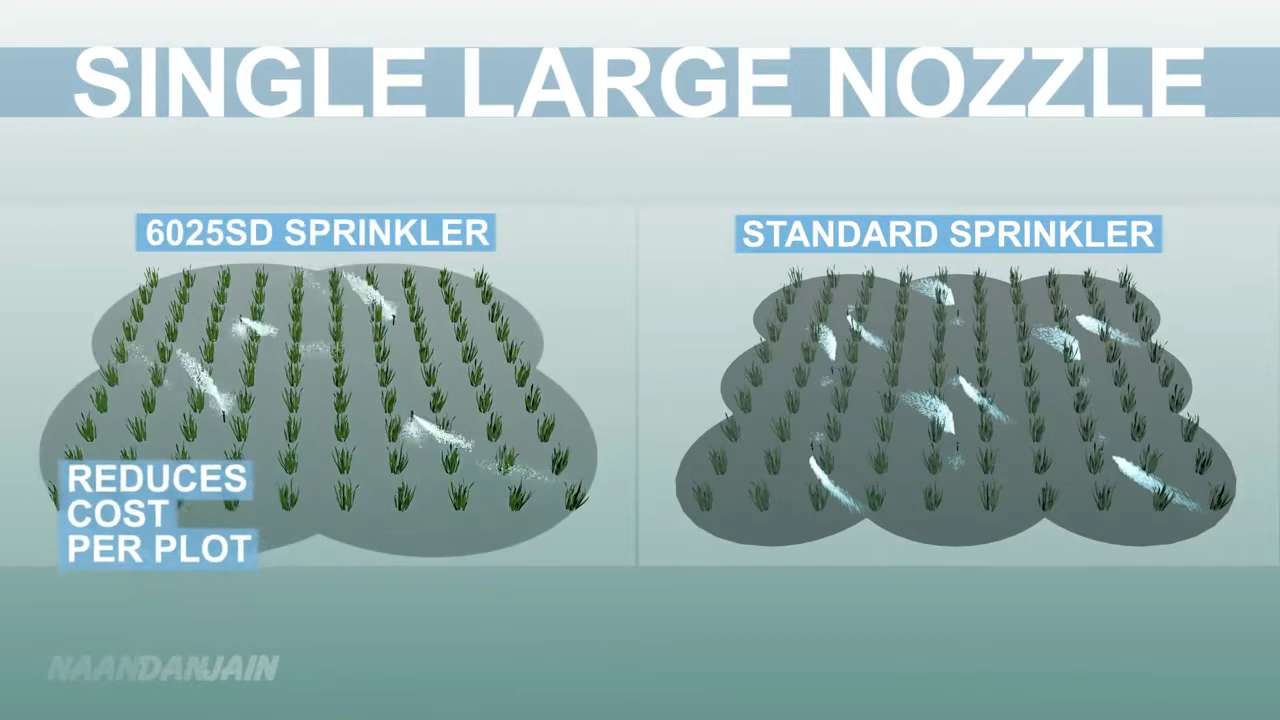 SINGLE LARGE NOZZLE
6025SD SPRINKLER
STANDARD SPRINKLER
REDUCES
COST
PER PLOT
NAANDANJAIN